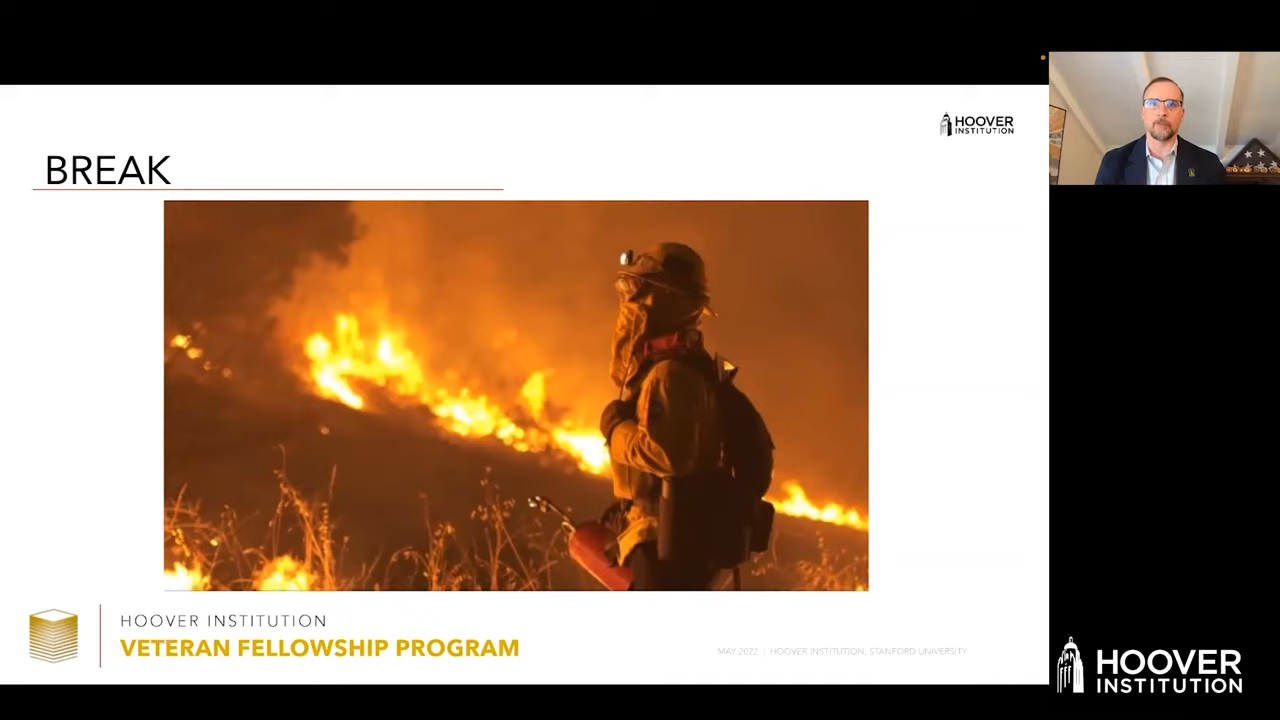 HOOVER
INSTITUTION
BREAK
HOOVER INSTITUTION
VETERAN FELLOWSHIP PROGRAM
MAY 2022 | HOOVER INSTITUTION, STANFORD UNIVERSITY
HOOVER
INSTITUTION